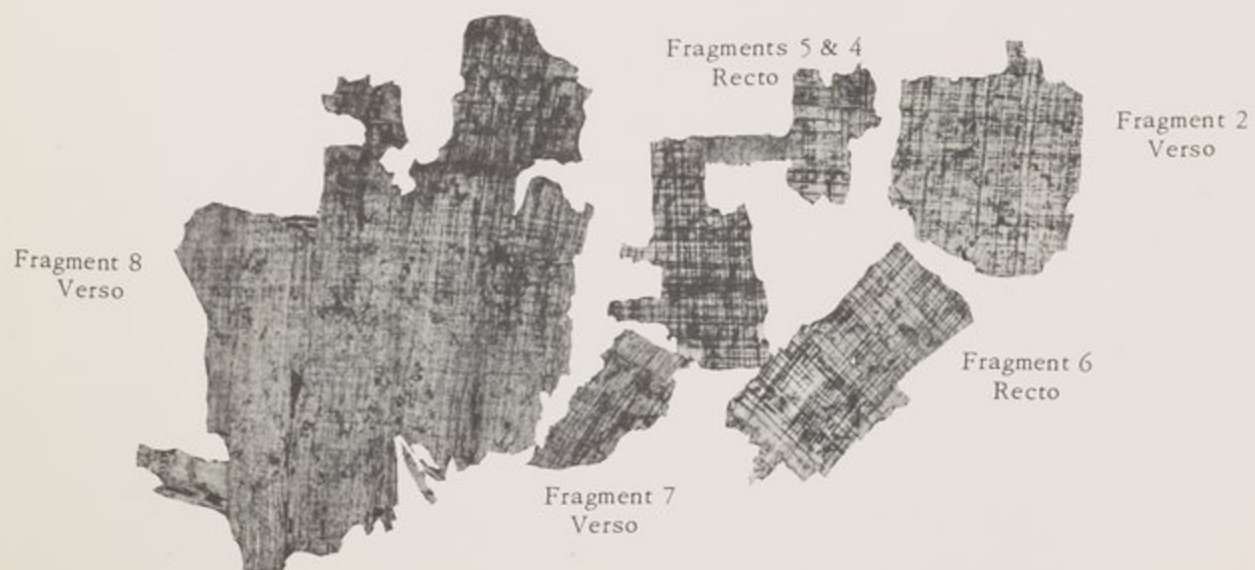 Fragments 5 & 4
Recto
Fragment 2
Verso
Fragment 8
Verso
Fragment 6
Recto
Fragment 7
Verso